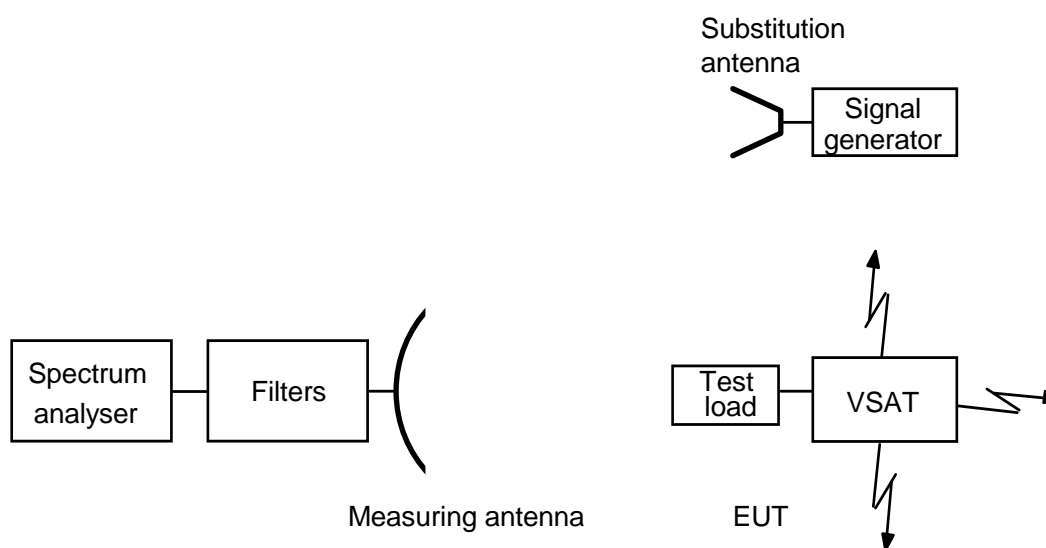 Substitution
antenna
Signal
generator
Spectrum
analyser
Filters
Test
load
VSAT
Measuring antenna
EUT